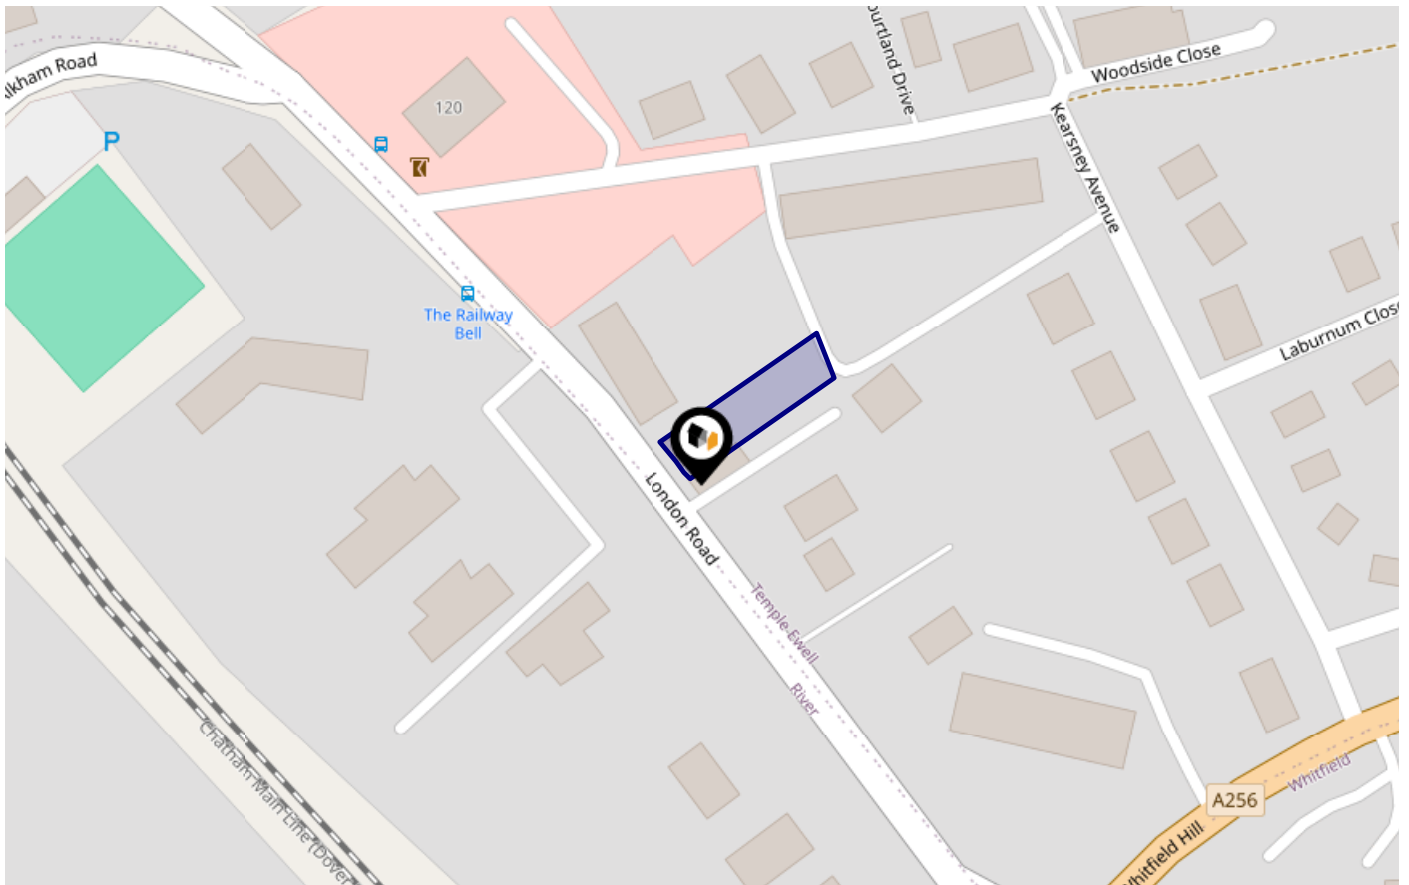 lkham Road
P
120
ourtland Drive
Woodside Close
Kearsney Avenue
The Railway
Bell
Laburnum Close
London Road
Temple Ewell
River
Chatham Main Line (Dover
A256
Whitfield
Whitfield Hill